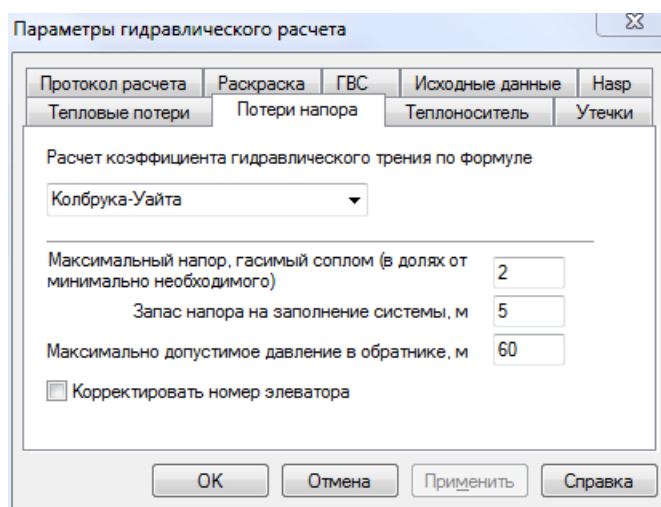 Параметры гидравлического расчета
Протокол расчета Раскраска ГВС Исходные данные Hasp
Тепловые потери Потери напора Теплоноситель Утечки
Расчет коэффициента гидравлического трения по формуле
Колбрука-Уайта
Максимальный напор, гасимый соплом (в долях от
минимально необходимого) 2
Запас напора на заполнение системы, м 5
Максимально допустимое давление в обратнике, м 60
Корректировать номер элеватора
OK Отмена Применить Справка